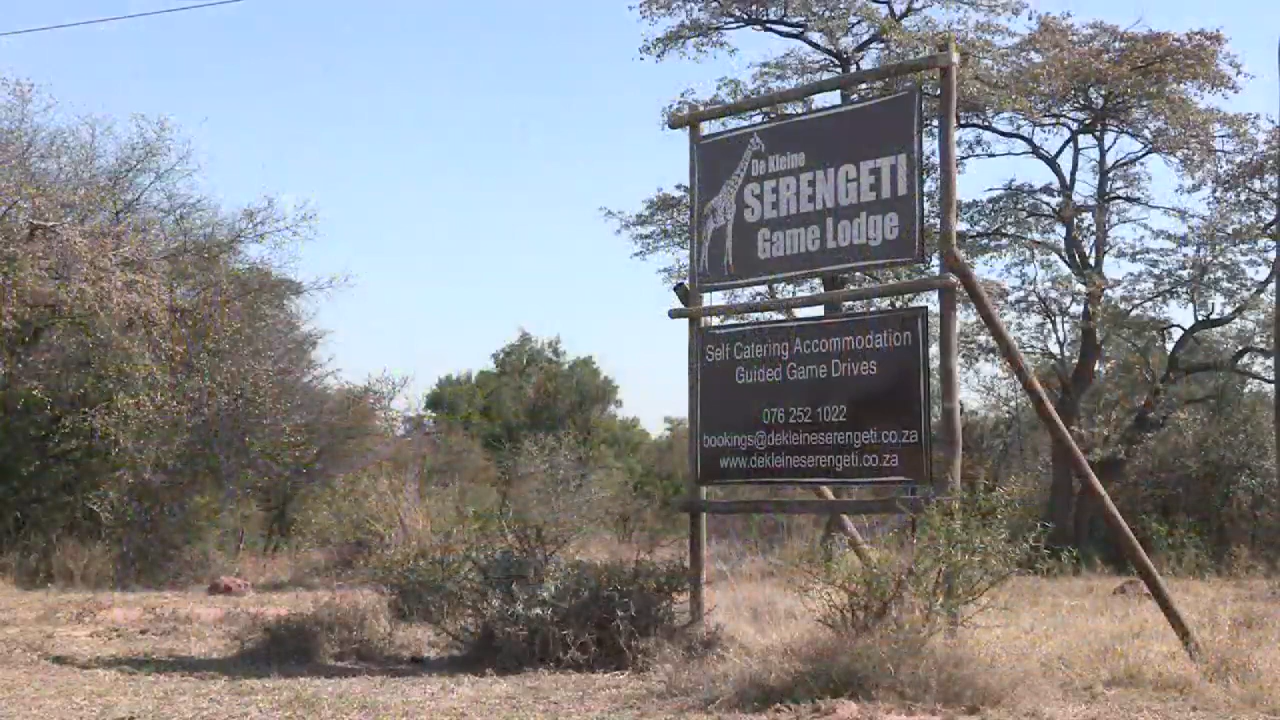 De Kleine
SERENGETI
Game Lodge
Self Catering Accommodation
Guided Game Drives
076 252 1022
bookings@dekleineserengeti.co.za
www.dekleineserengeti.co.za